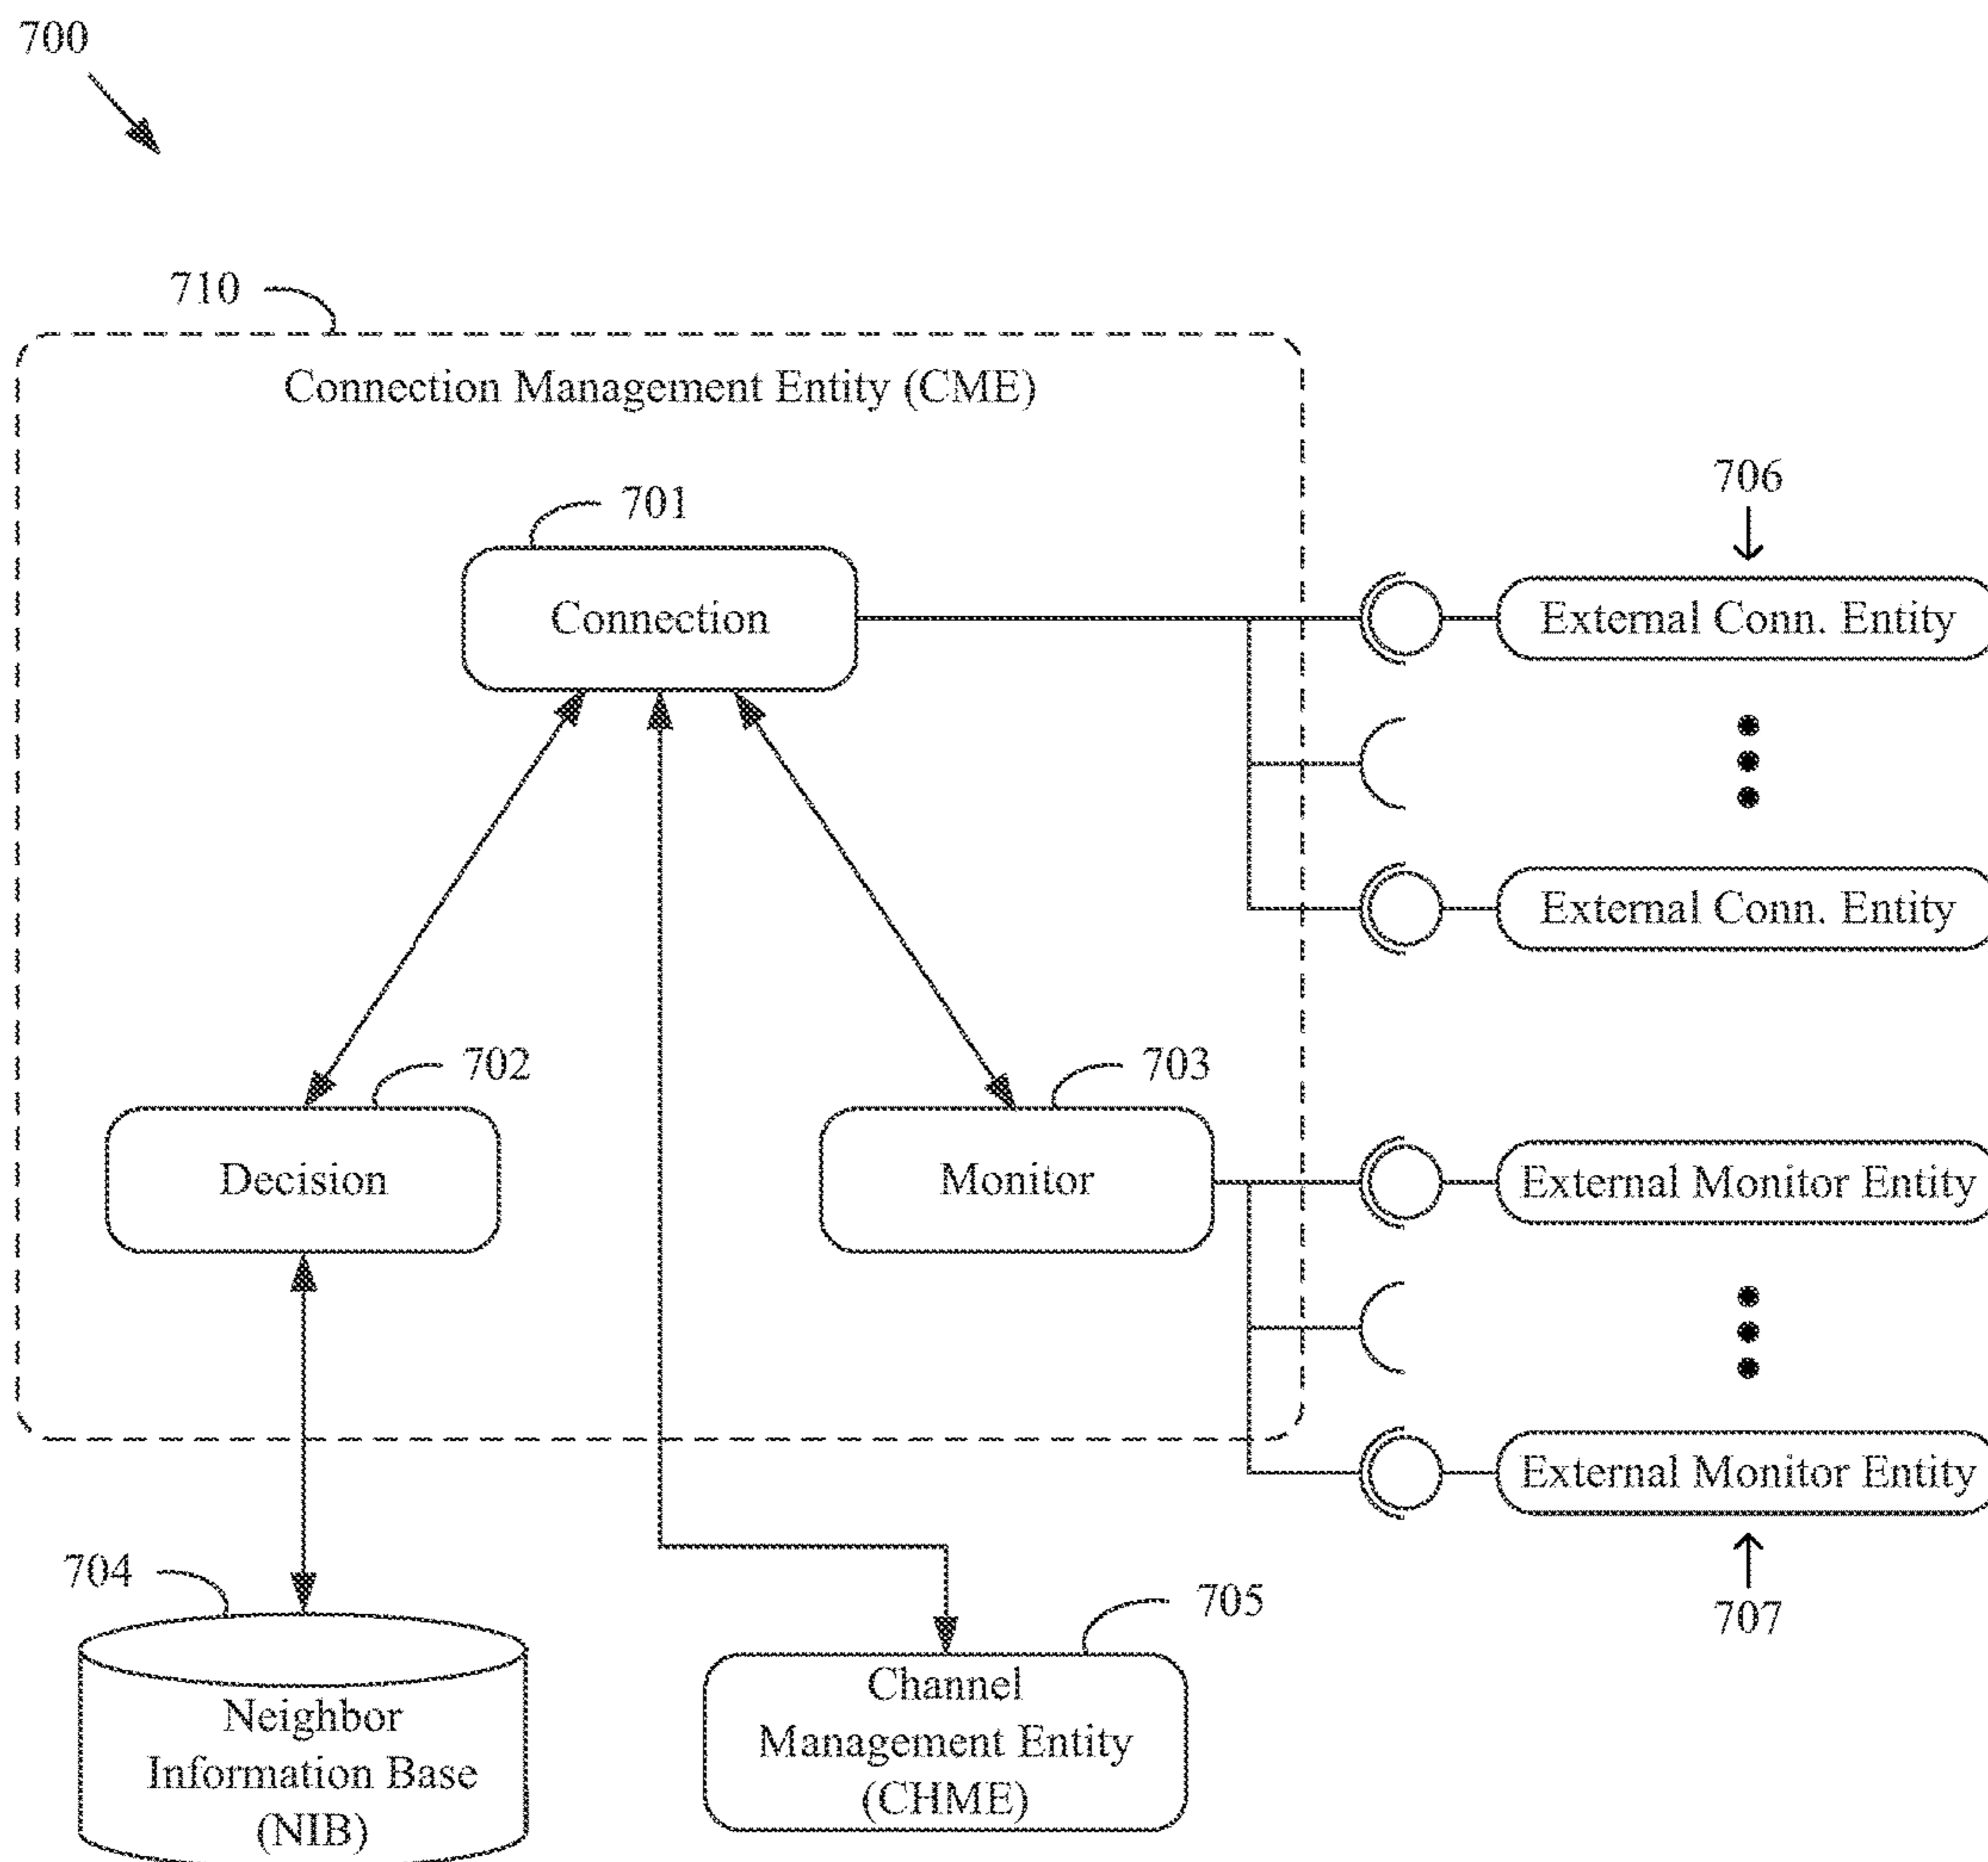 700
710
Connection Management Entity (CME)
701
706
Connection
External Conn. Entity
External Conn. Entity
702
703
Decision
Monitor
External Monitor Entity
External Monitor Entity
704
705
707
Neighbor
Information Base
(NIB)
Channel
Management Entity
(CHME)